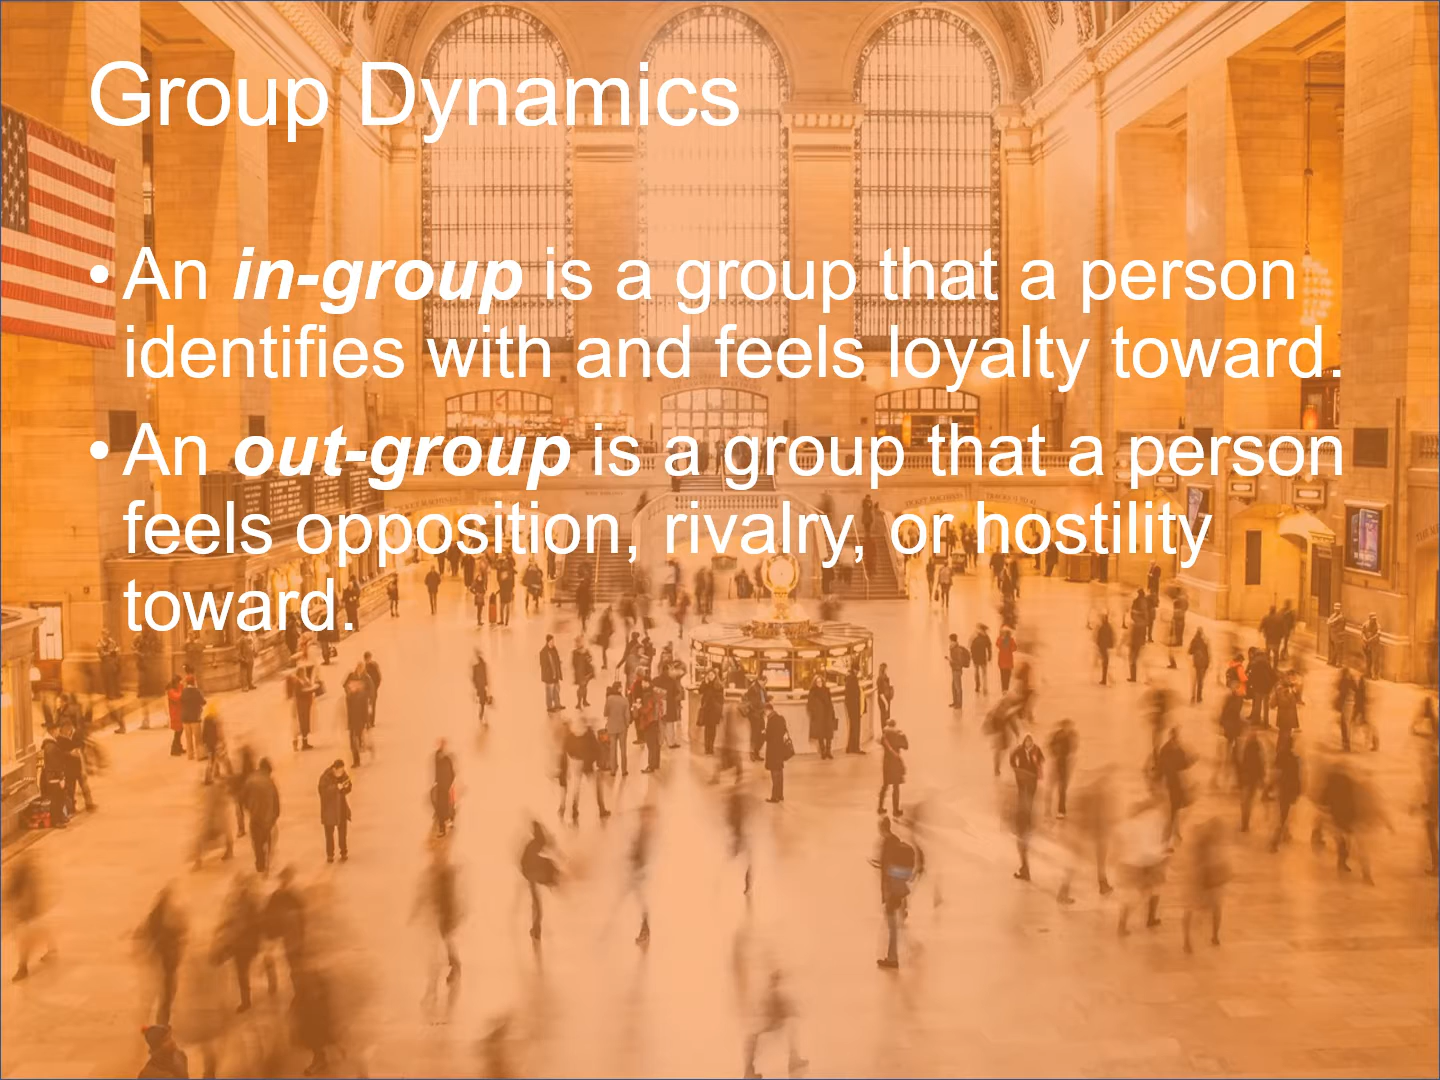 Group Dynamics
• An in-group is a group that a person
identifies with and feels loyalty toward.
• An out-group is a group that a person
feels opposition, rivalry, or hostility
toward.